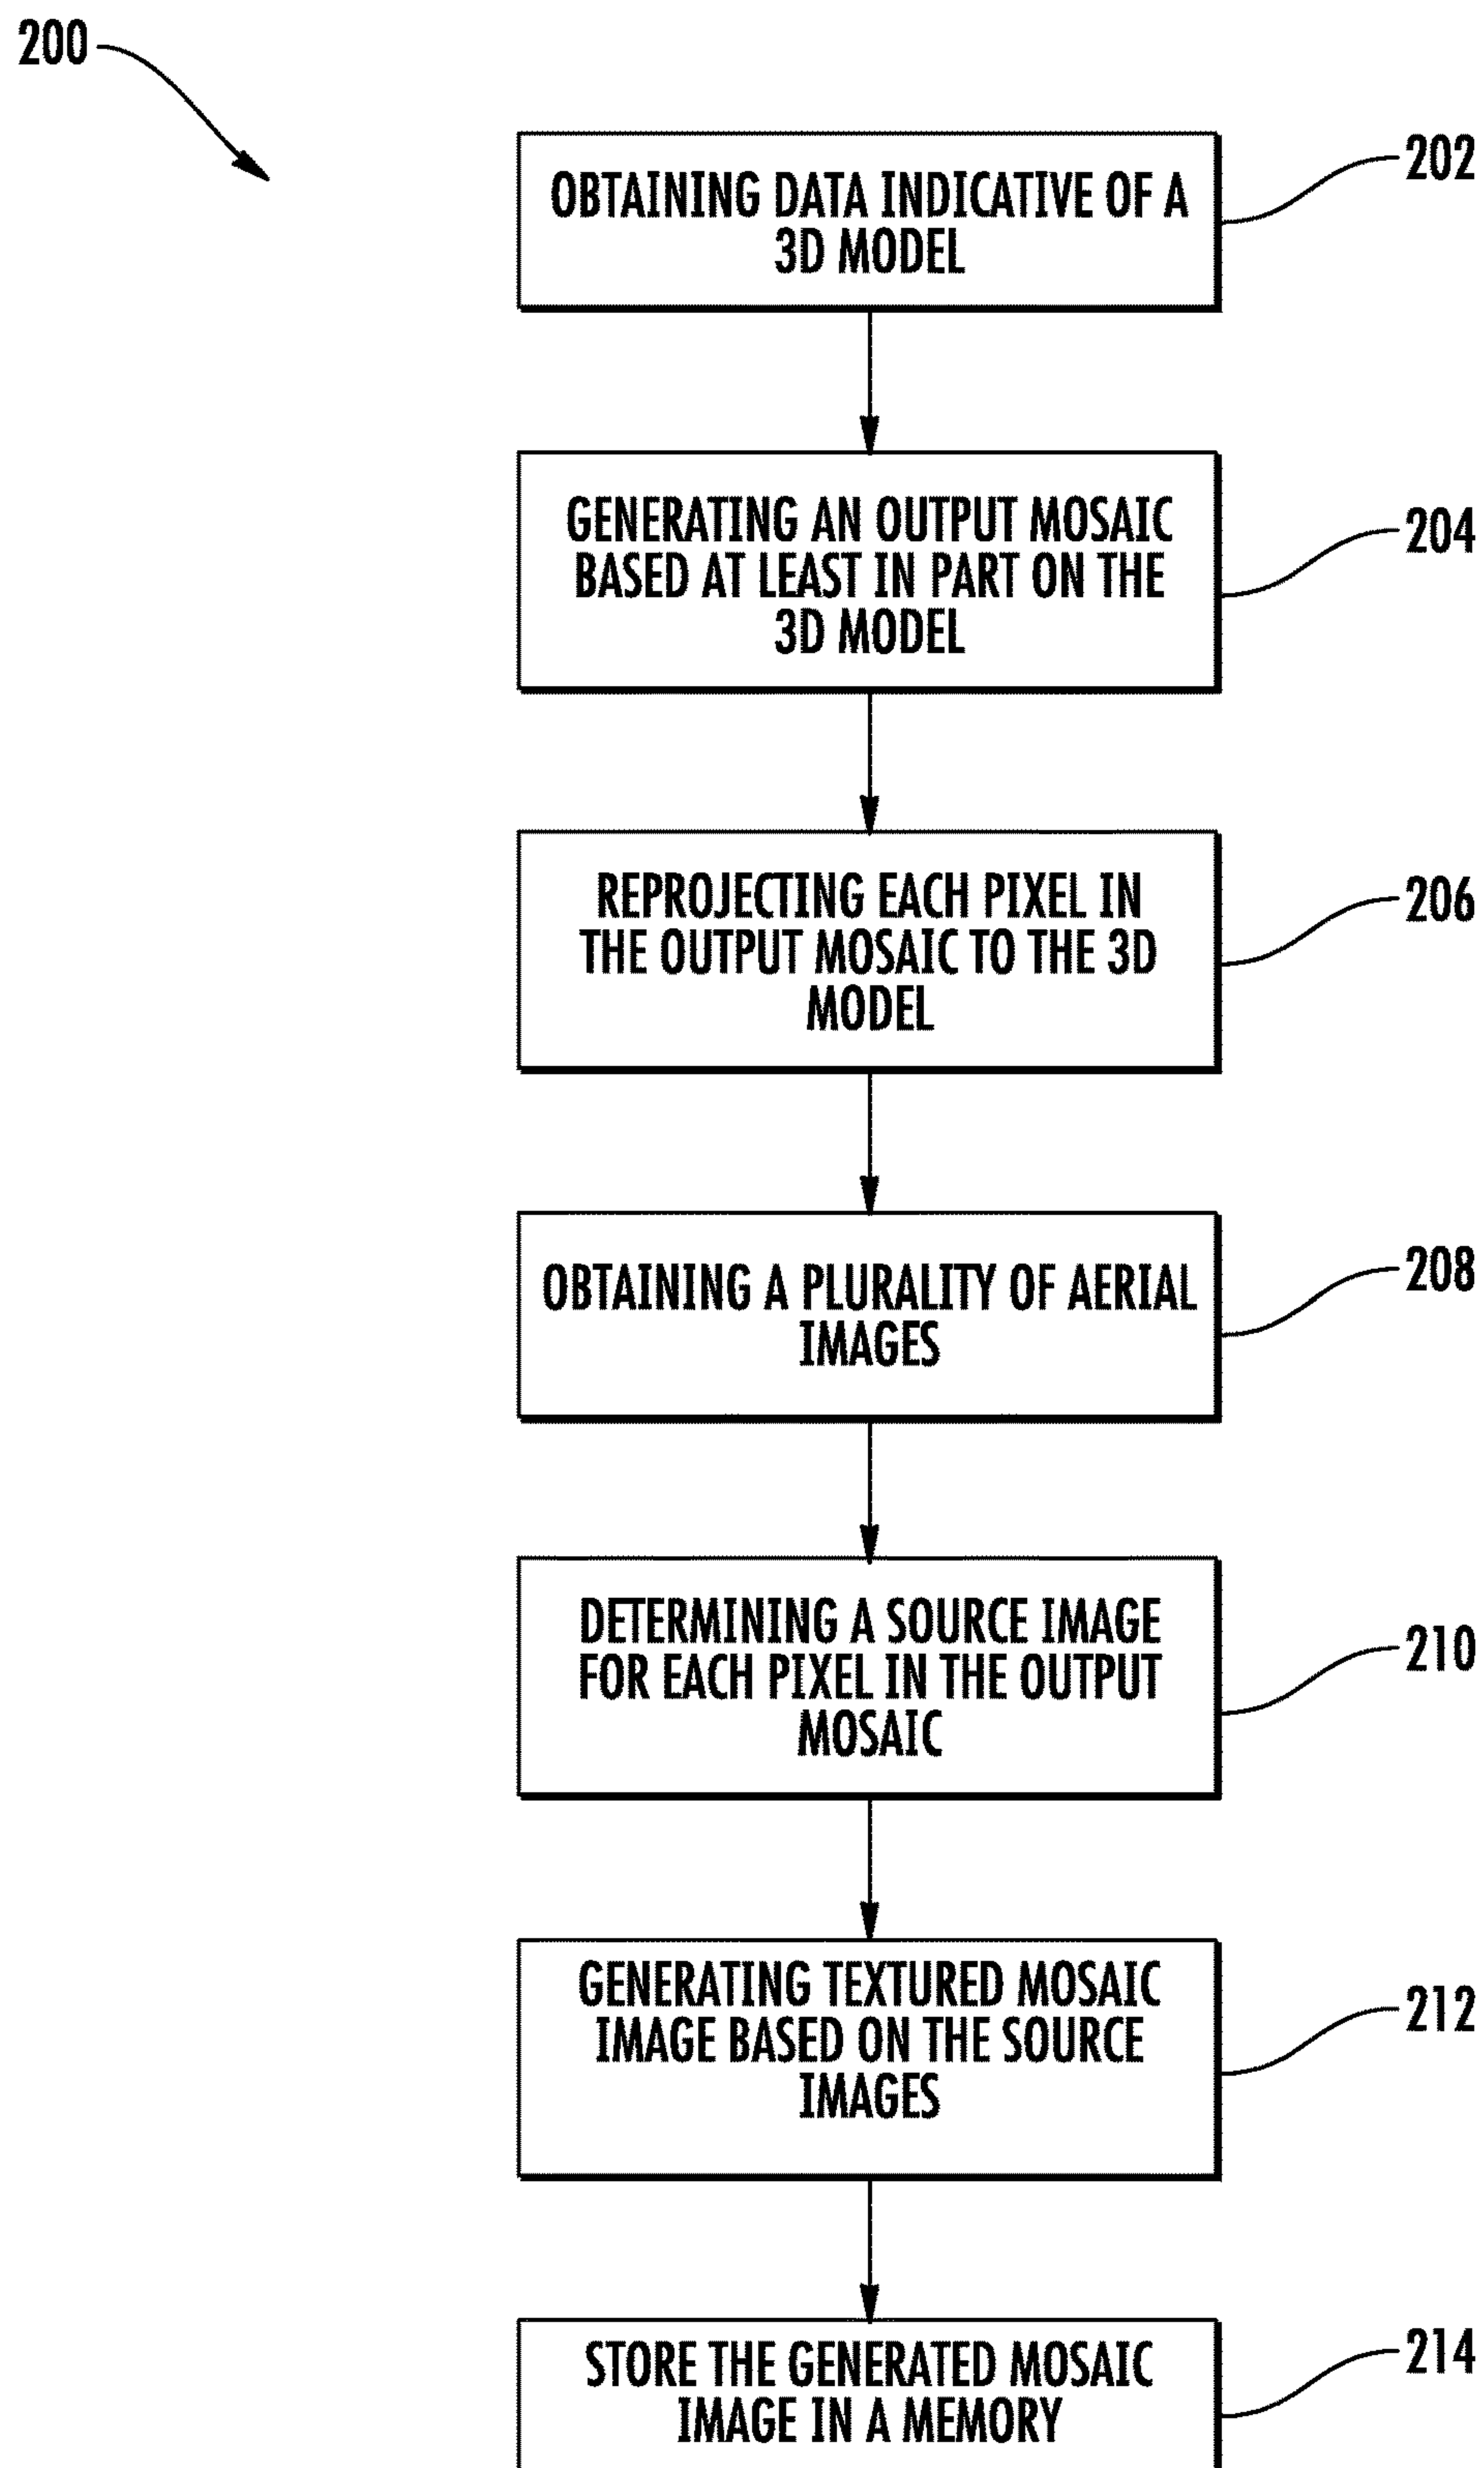 200
OBTAINING DATA INDICATIVE OF A
3D MODEL
202
GENERATING AN OUTPUT MOSAIC
BASED AT LEAST IN PART ON THE
3D MODEL
204
REPROJECTING EACH PIXEL IN
THE OUTPUT MOSAIC TO THE 3D
MODEL
206
OBTAINING A PLURALITY OF AERIAL
IMAGES
208
DETERMINING A SOURCE IMAGE
FOR EACH PIXEL IN THE OUTPUT
MOSAIC
210
GENERATING TEXTURED MOSAIC
IMAGE BASED ON THE SOURCE
IMAGES
212
STORE THE GENERATED MOSAIC
IMAGE IN A MEMORY
214